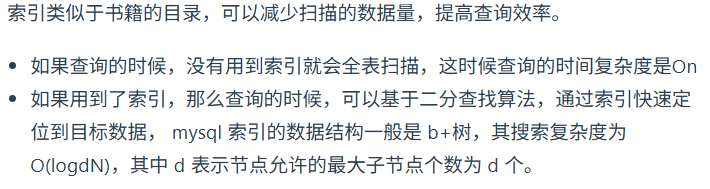 索引类似于书籍的目录，可以减少扫描的数据量，提高查询效率。
如果查询的时候，没有用到索引就会全表扫描，这时候查询的时间复杂度是On
如果用到了索引，那么查询的时候，可以基于二分查找算法，通过索引快速定
位到目标数据， mysql 索引的数据结构一般是 b+树，其搜索复杂度为
O(logdN)，其中 d 表示节点允许的最大子节点个数为 d 个。